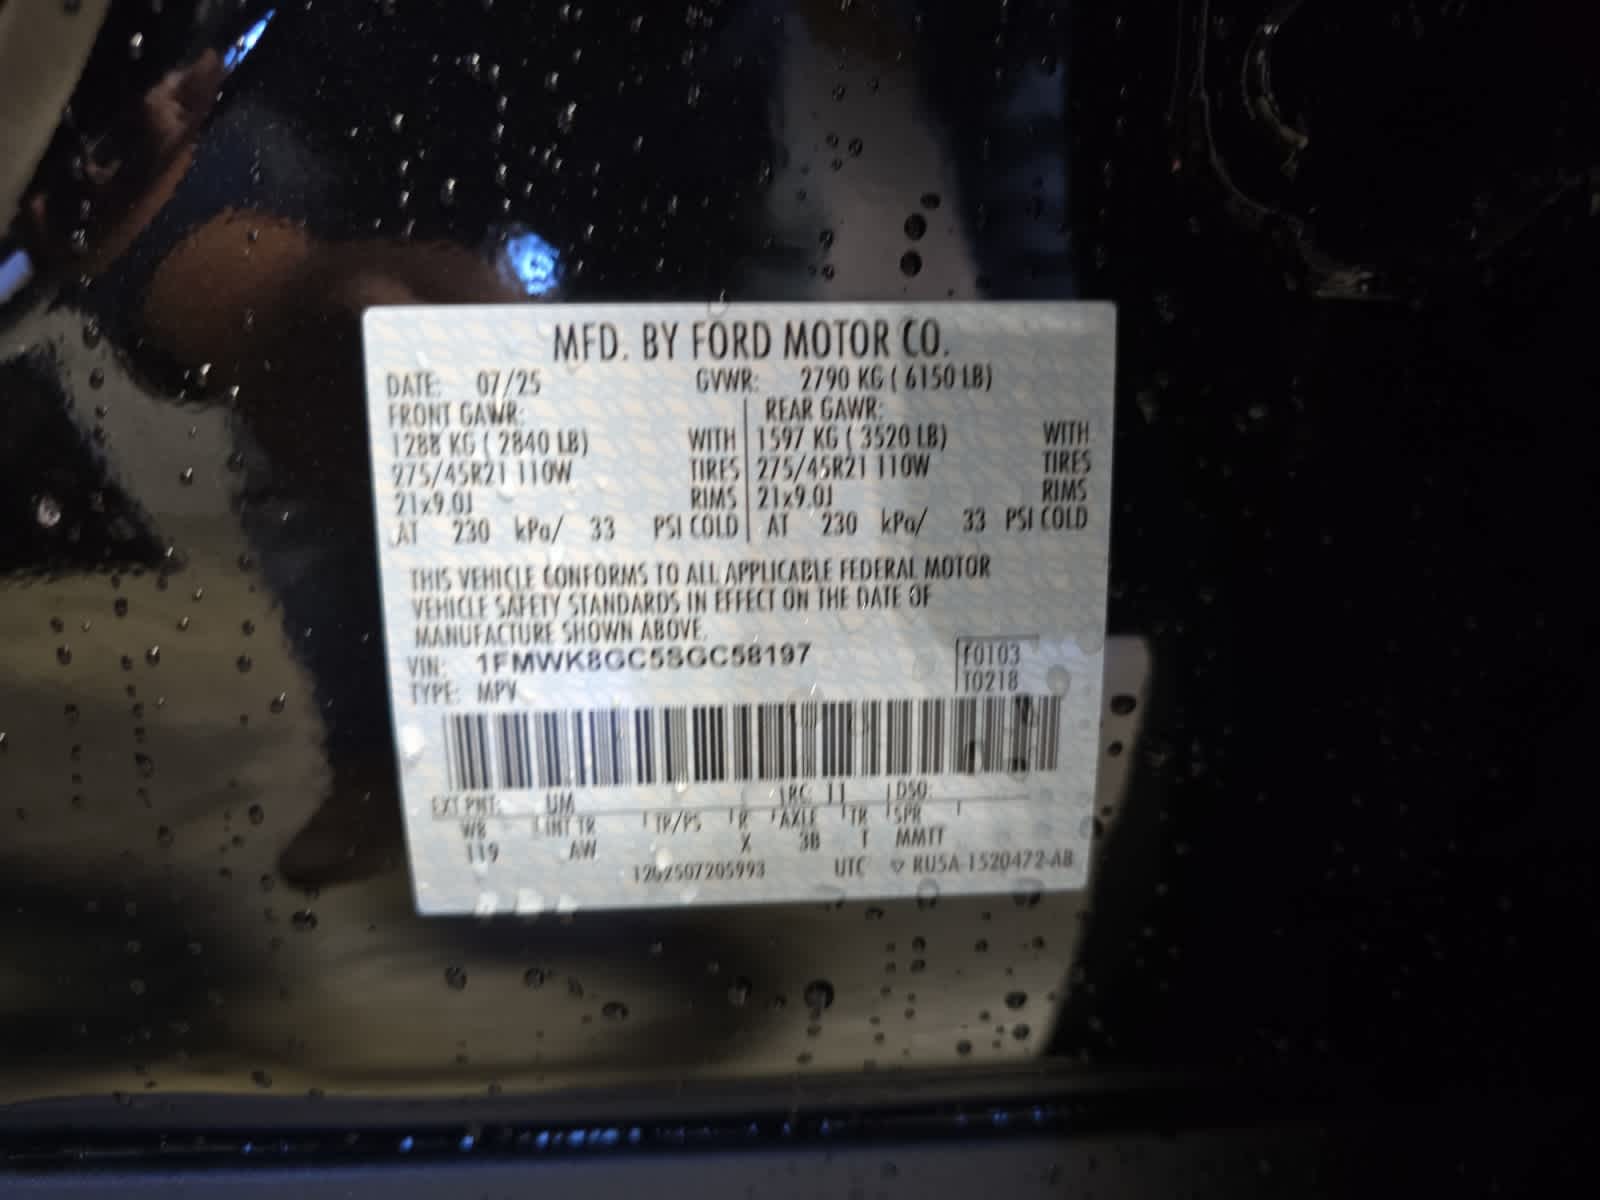 MFD. BY FORD MOTOR CO.
DATE: 07/25 GVWR: 2790 KG ( 6150 LB)
FRONT GAWR: REAR GAWR:
1288 KG ( 2840 LB) WITH 1597 KG ( 3520 LB) WITH
275/45R21 110W TIRES 275/45R21 110W TIRES
21x9.0J RIMS 21x9.0J RIMS
AT 230 kPa/ 33 PSI COLD AT 230 kPa/ 33 PSI COLD
THIS VEHICLE CONFORMS TO ALL APPLICABLE FEDERAL MOTOR
VEHICLE SAFETY STANDARDS IN EFFECT ON THE DATE OF
MANUFACTURE SHOWN ABOVE.
VIN: 1FMWK8GC5SGC58197 F0103
TYPE: MPV T0218
EXT PNT: UM RC: 11 DSO:
WB INT TR TP/PS R AXLE TR SPR
119 AW X 3B T MMTT
UTC RU5A-1520472-AB